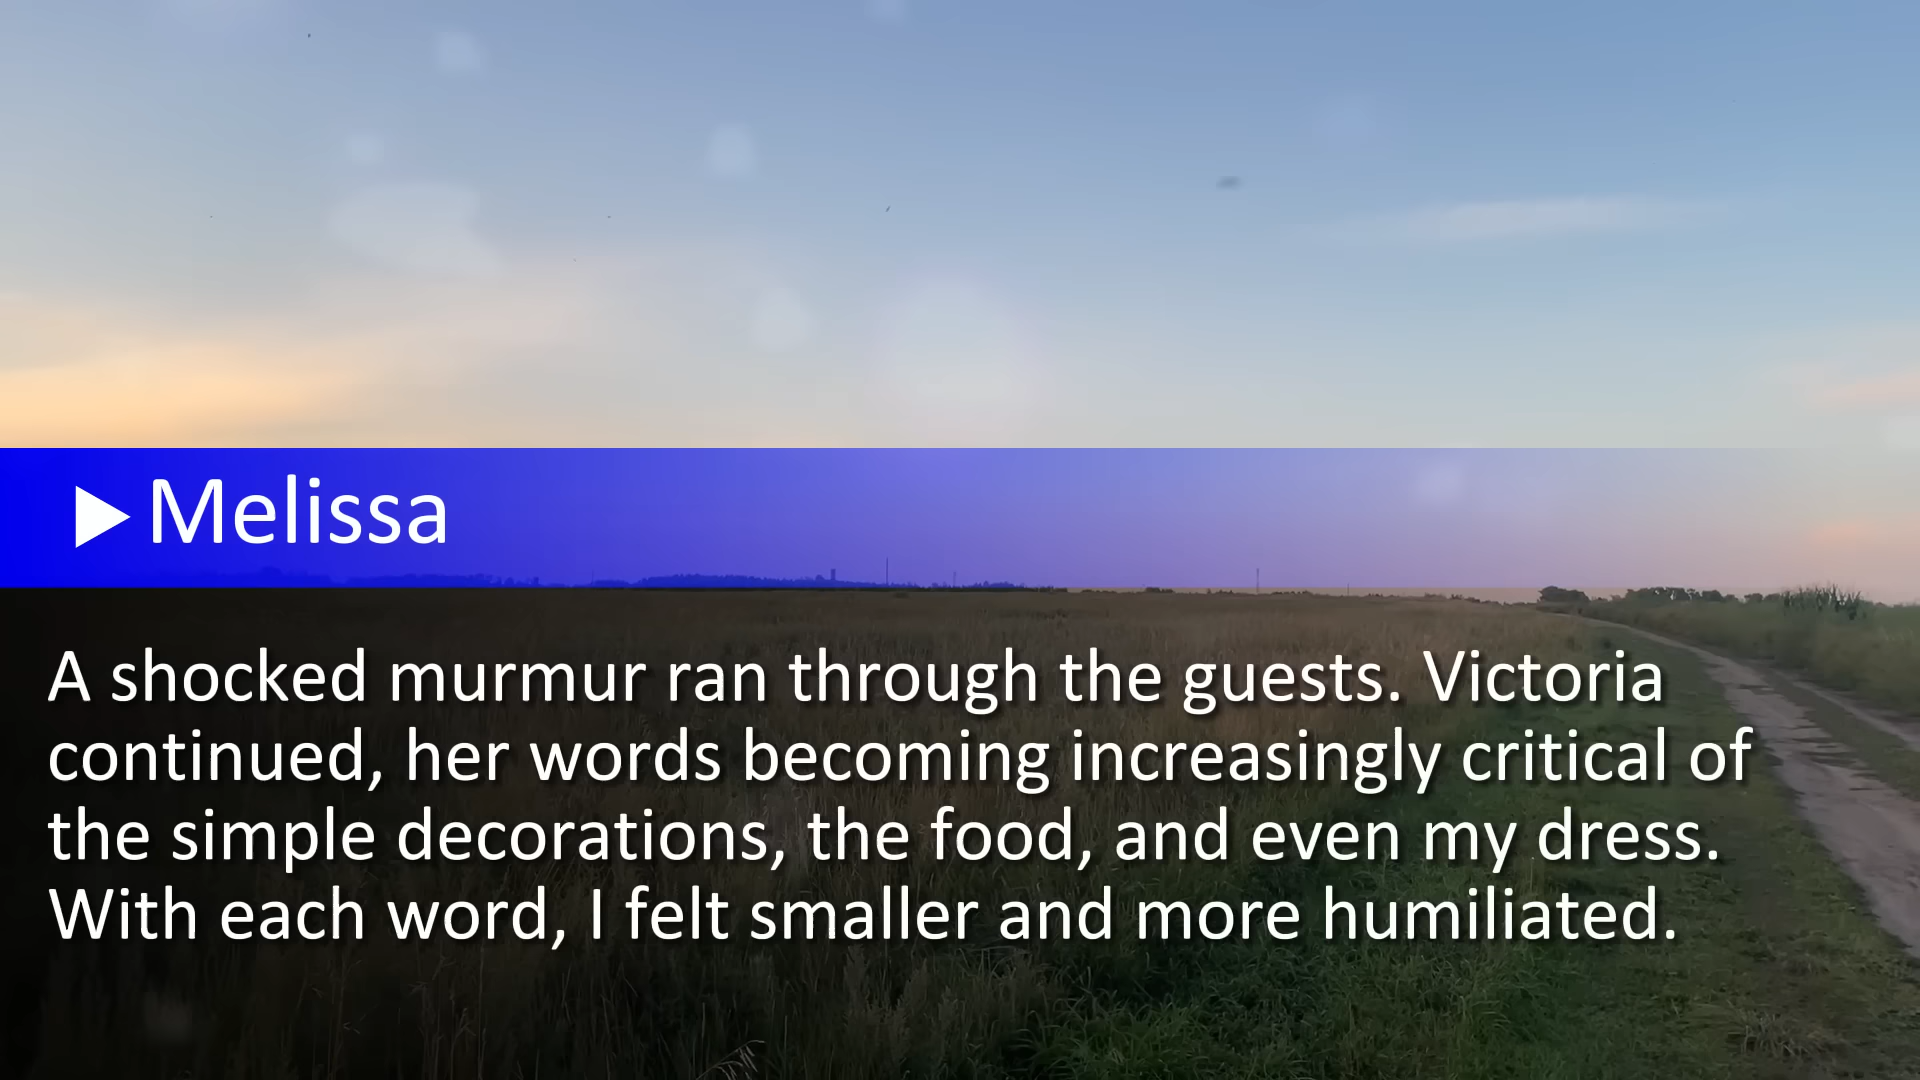 Melissa
A shocked murmur ran through the guests. Victoria
continued, her words becoming increasingly critical of
the simple decorations, the food, and even my dress.
With each word, I felt smaller and more humiliated.